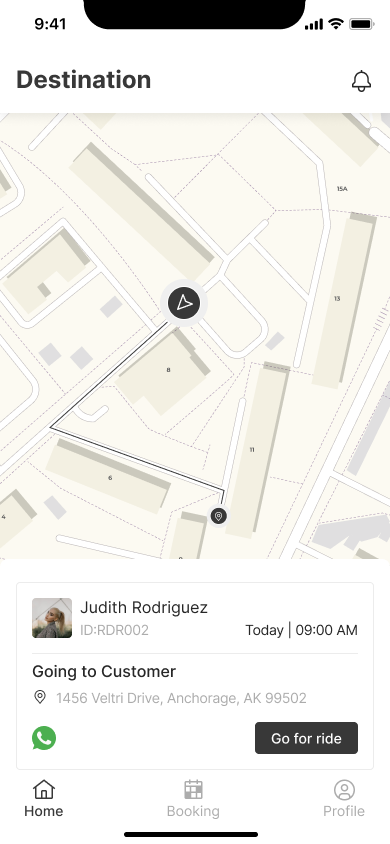 9:41
Destination
15A
13
8
11
6
4
Judith Rodriguez
ID:RDR002
Today | 09:00 AM
Going to Customer
1456 Veltri Drive, Anchorage, AK 99502
Go for ride
Home
Booking
Profile